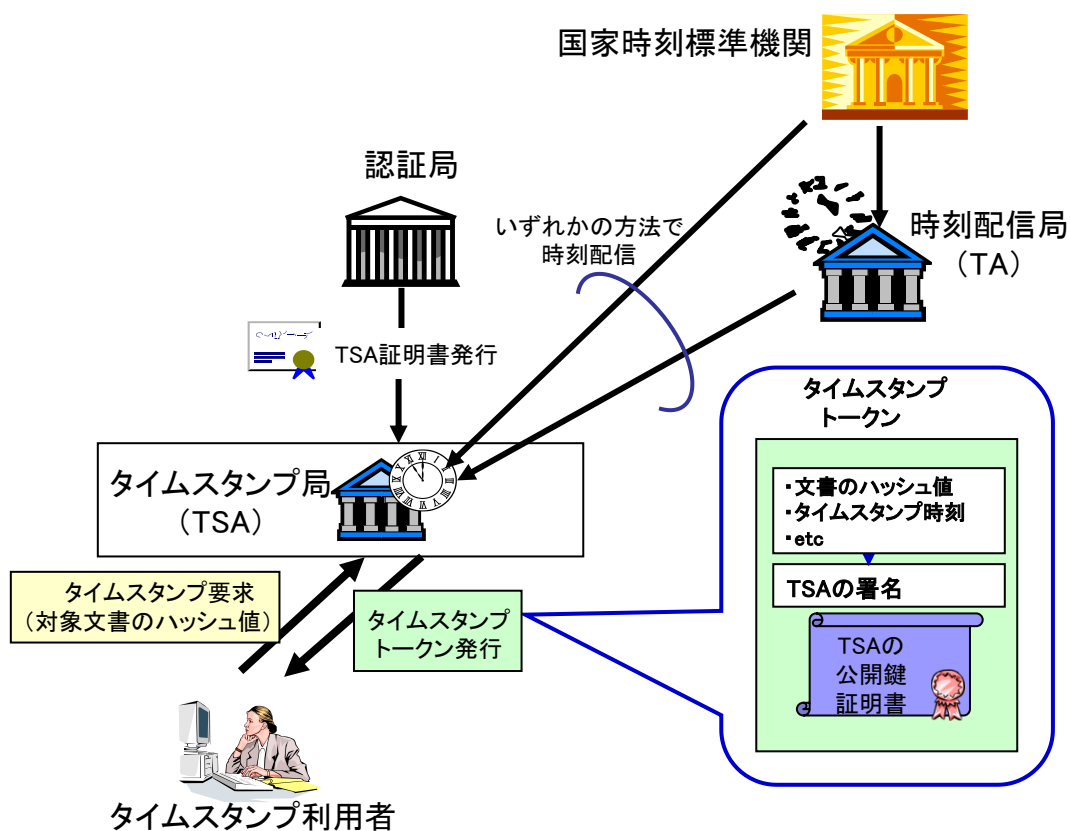 国家時刻標準機関
認証局
いずれかの方法で
時刻配信
時刻配信局
（TA）
TSA証明書発行
タイムスタンプ
トークン
タイムスタンプ局
（TSA）
・文書のハッシュ値
・タイムスタンプ時刻
・etc
TSAの署名
タイムスタンプ要求
（対象文書のハッシュ値）
タイムスタンプ
トークン発行
TSAの
公開鍵
証明書
タイムスタンプ利用者